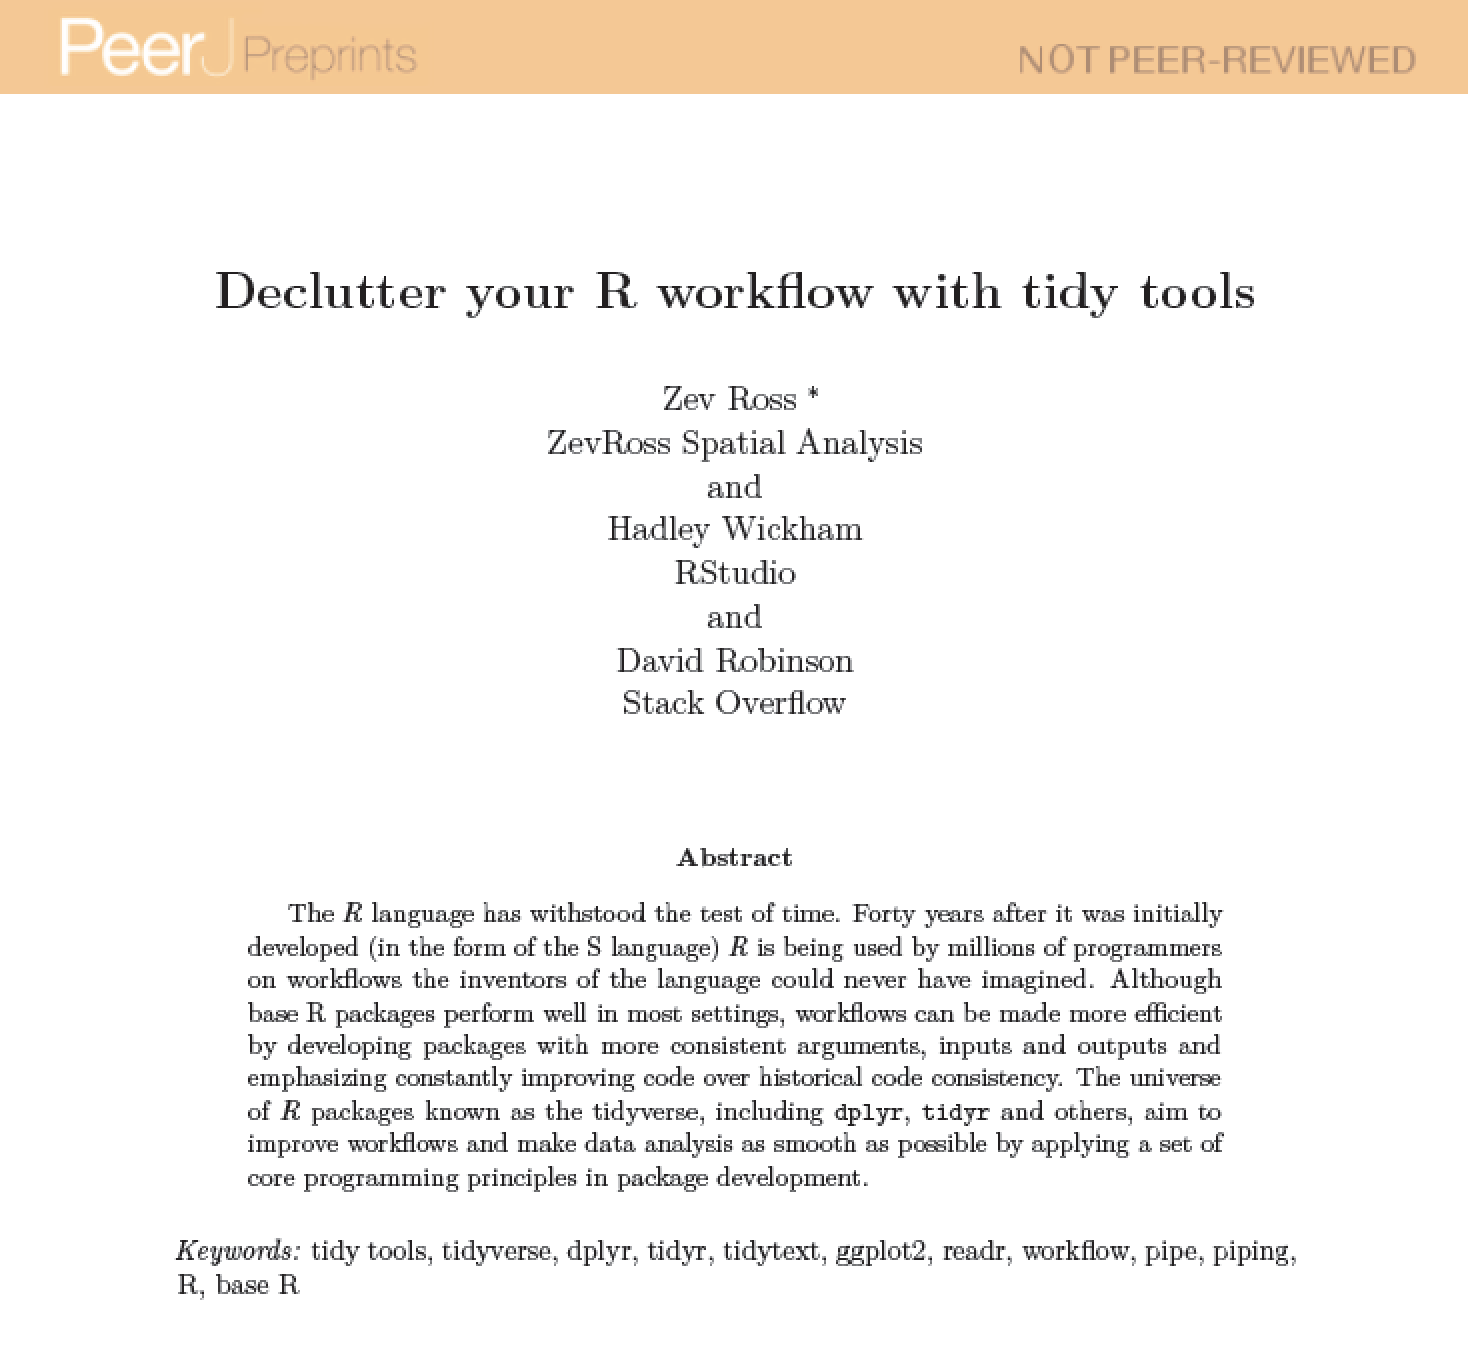 PeerJ Preprints NOT PEER-REVIEWED
Declutter your R workflow with tidy tools
Zev Ross *
ZevRoss Spatial Analysis
and
Hadley Wickham
RStudio
and
David Robinson
Stack Overflow
Abstract
The R language has withstood the test of time. Forty years after it was initially
developed (in the form of the S language) R is being used by millions of programmers
on workflows the inventors of the language could never have imagined. Although
base R packages perform well in most settings, workflows can be made more efficient
by developing packages with more consistent arguments, inputs and outputs and
emphasizing constantly improving code over historical code consistency. The universe
of R packages known as the tidyverse, including dplyr, tidyr and others, aim to
improve workflows and make data analysis as smooth as possible by applying a set of
core programming principles in package development.
Keywords: tidy tools, tidyverse, dplyr, tidyr, tidytext, ggplot2, readr, workflow, pipe, piping,
R, base R